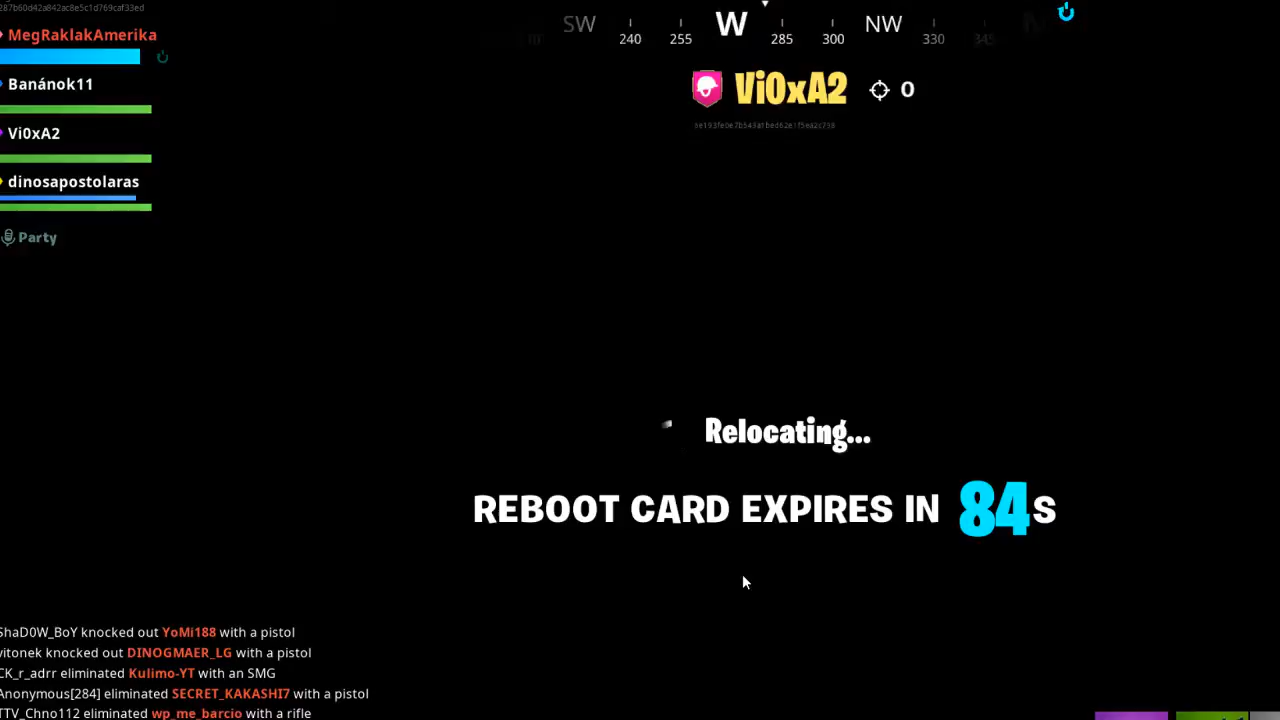 287b60d42a842ac8e5c1d769caf33ed
MegRaklakAmerika
Banánok11
Vi0xA2
dinosapostolaras
Party
SW 240 255 W 285 300 NW 330 345
Vi0xA2 0
Relocating...
REBOOT CARD EXPIRES IN 84s
ShaD0W_BoY knocked out YoMi188 with a pistol
vitonek knocked out DINOGMAER_LG with a pistol
CK_r_adrr eliminated Kulimo-YT with an SMG
Anonymous[284] eliminated SECRET_KAKASHI7 with a pistol
TTV_Chno112 eliminated wp_me_barcio with a rifle